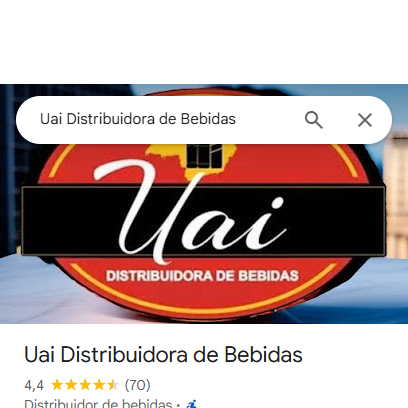 Uai Distribuidora de Bebidas
Uai
DISTRIBUIDORA DE BEBIDAS
Uai Distribuidora de Bebidas
4,4 (70)
Distribuidor de bebidas ·